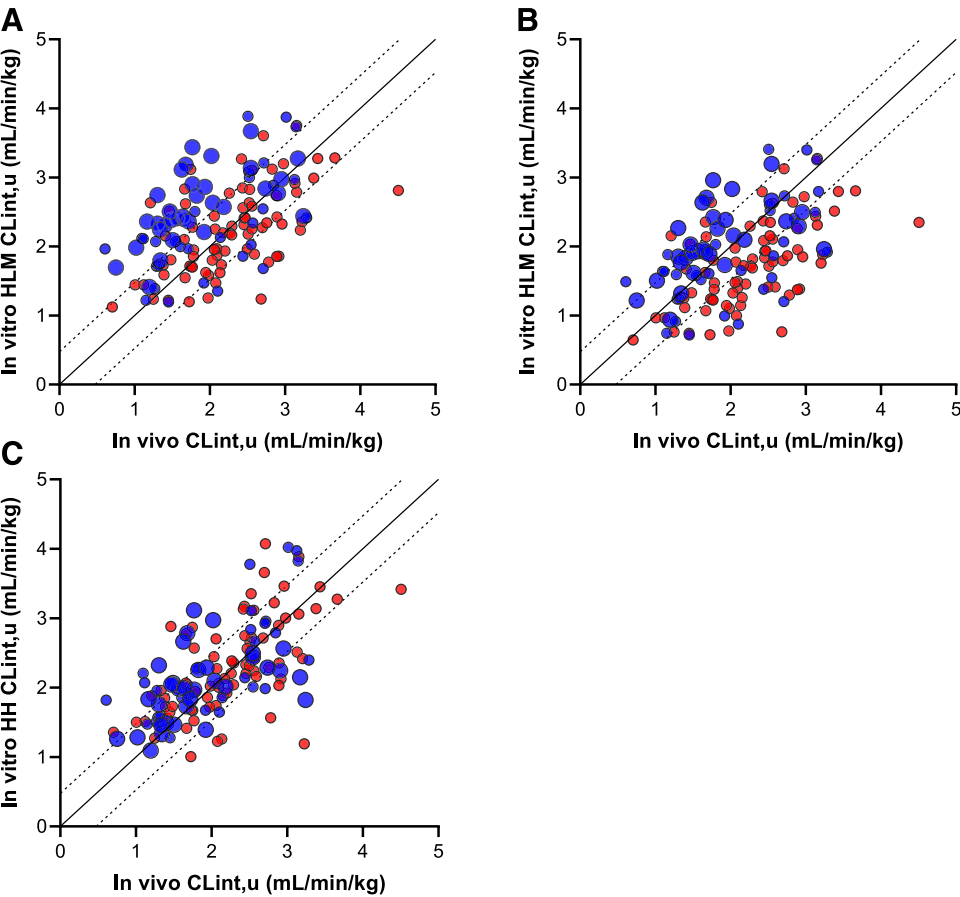 A
In vitro HLM CLint,u (mL/min/kg)
5
4
3
2
1
0
0 1 2 3 4 5
In vivo CLint,u (mL/min/kg)
B
In vitro HLM CLint,u (mL/min/kg)
5
4
3
2
1
0
0 1 2 3 4 5
In vivo CLint,u (mL/min/kg)
C
In vitro HH CLint,u (mL/min/kg)
5
4
3
2
1
0
0 1 2 3 4 5
In vivo CLint,u (mL/min/kg)